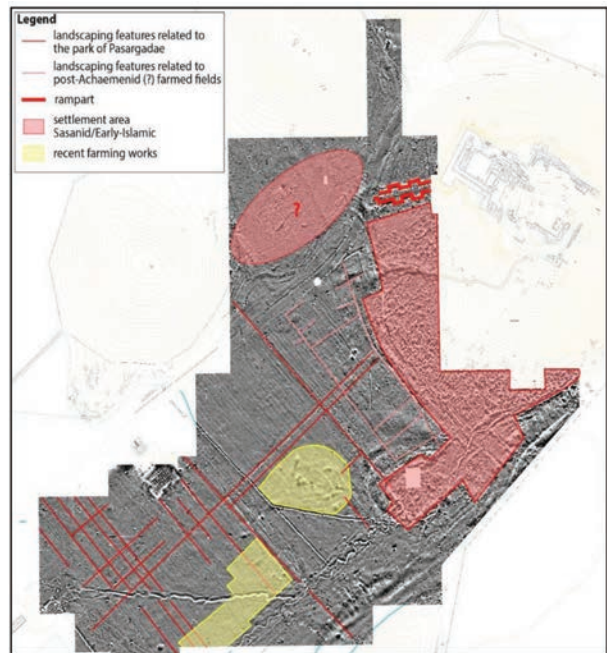 Legend
landscaping features related to
the park of Pasargadae
landscaping features related to
post-Achaemenid (?) farmed fields
rampart
settlement area
Sasanid/Early-Islamic
recent farming works
?